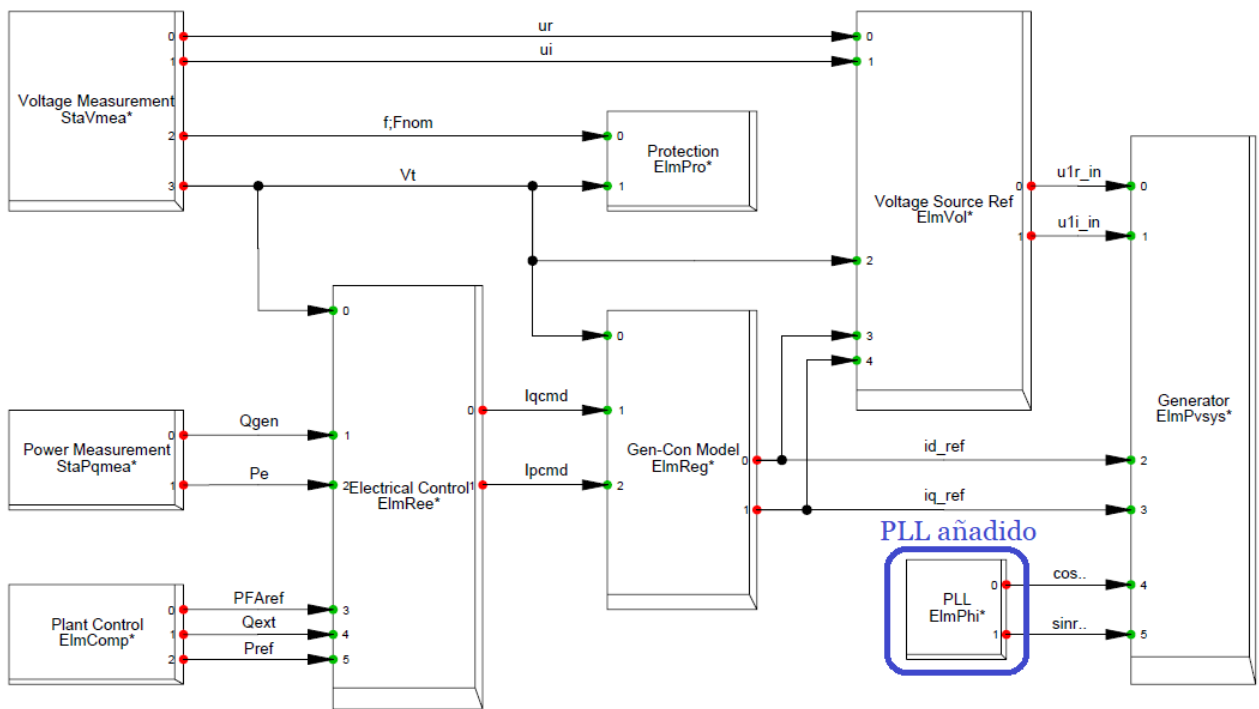 ur
0
0
ui
1
1
Voltage Measurement
StaVmea*
f;Fnom
2
0
Protection
ElmPro*
Vt
3
1
0
u1r_in
0
Voltage Source Ref
ElmVol*
1
u1i_in
1
2
0
0
3
4
Generator
ElmPvsys*
Iqcmd
0
1
Qgen
0
1
Power Measurement
StaPqmea*
Gen-Con Model
ElmReg*
0
id_ref
2
Pe
1
2
Electrical Control
ElmRee*
1
Ipcmd
2
1
iq_ref
3
PLL añadido
PLL
ElmPhi*
0
cos..
4
1
sinr..
5
Plant Control
ElmComp*
0
PFAref
3
1
Qext
4
2
Pref
5